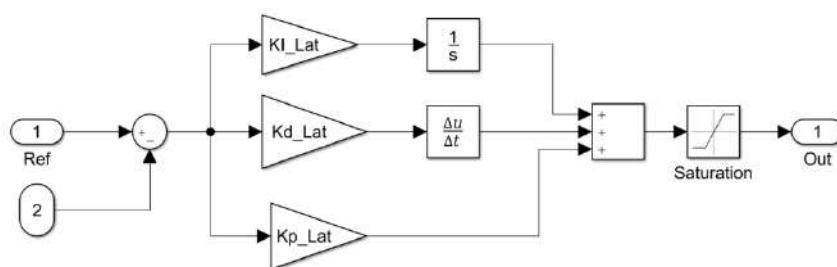 KI_Lat
1
s
1
+
−
Ref
Kd_Lat
Δu
Δt
+
+
+
Saturation
1
Out
2
Kp_Lat